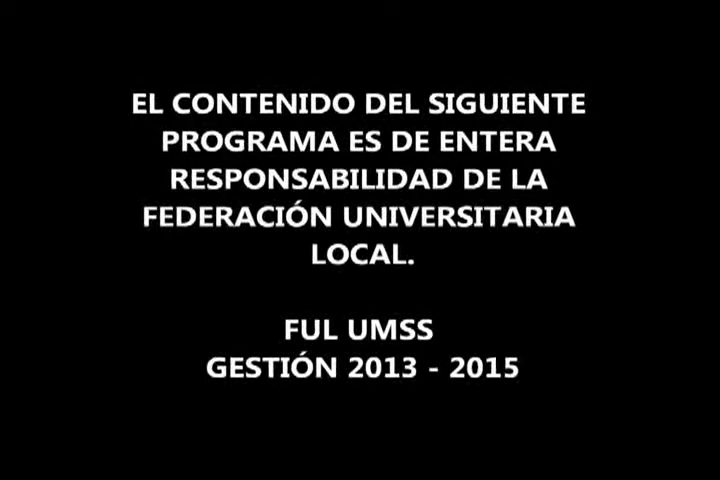 EL CONTENIDO DEL SIGUIENTE
PROGRAMA ES DE ENTERA
RESPONSABILIDAD DE LA
FEDERACIÓN UNIVERSITARIA
LOCAL.
FUL UMSS
GESTIÓN 2013 - 2015